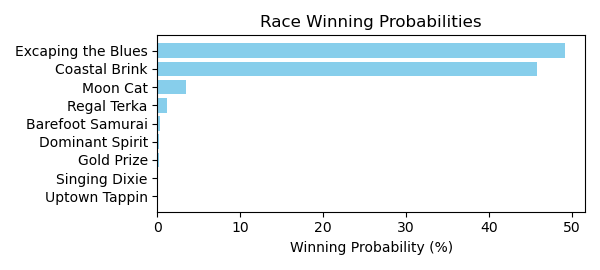 Race Winning Probabilities
Excaping the Blues
Coastal Brink
Moon Cat
Regal Terka
Barefoot Samurai
Dominant Spirit
Gold Prize
Singing Dixie
Uptown Tappin
0 10 20 30 40 50
Winning Probability (%)